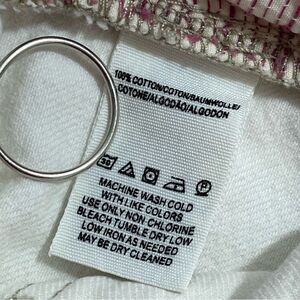 100% COTTON/COTON/BAUMWOLLE/
COTONE/ALGODÃO/ALGODON
30
P
MACHINE WASH COLD
WITH LIKE COLORS
USE ONLY NON CHLORINE
BLEACH TUMBLE DRY LOW
LOW IRON AS NEEDED
MAY BE DRY CLEANED